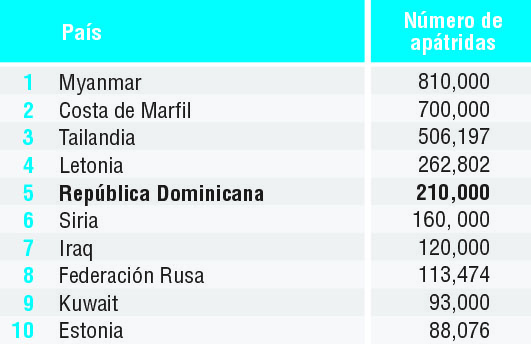 País Número de
apátridas
1 Myanmar 810,000
2 Costa de Marfil 700,000
3 Tailandia 506,197
4 Letonia 262,802
5 República Dominicana 210,000
6 Siria 160, 000
7 Iraq 120,000
8 Federación Rusa 113,474
9 Kuwait 93,000
10 Estonia 88,076